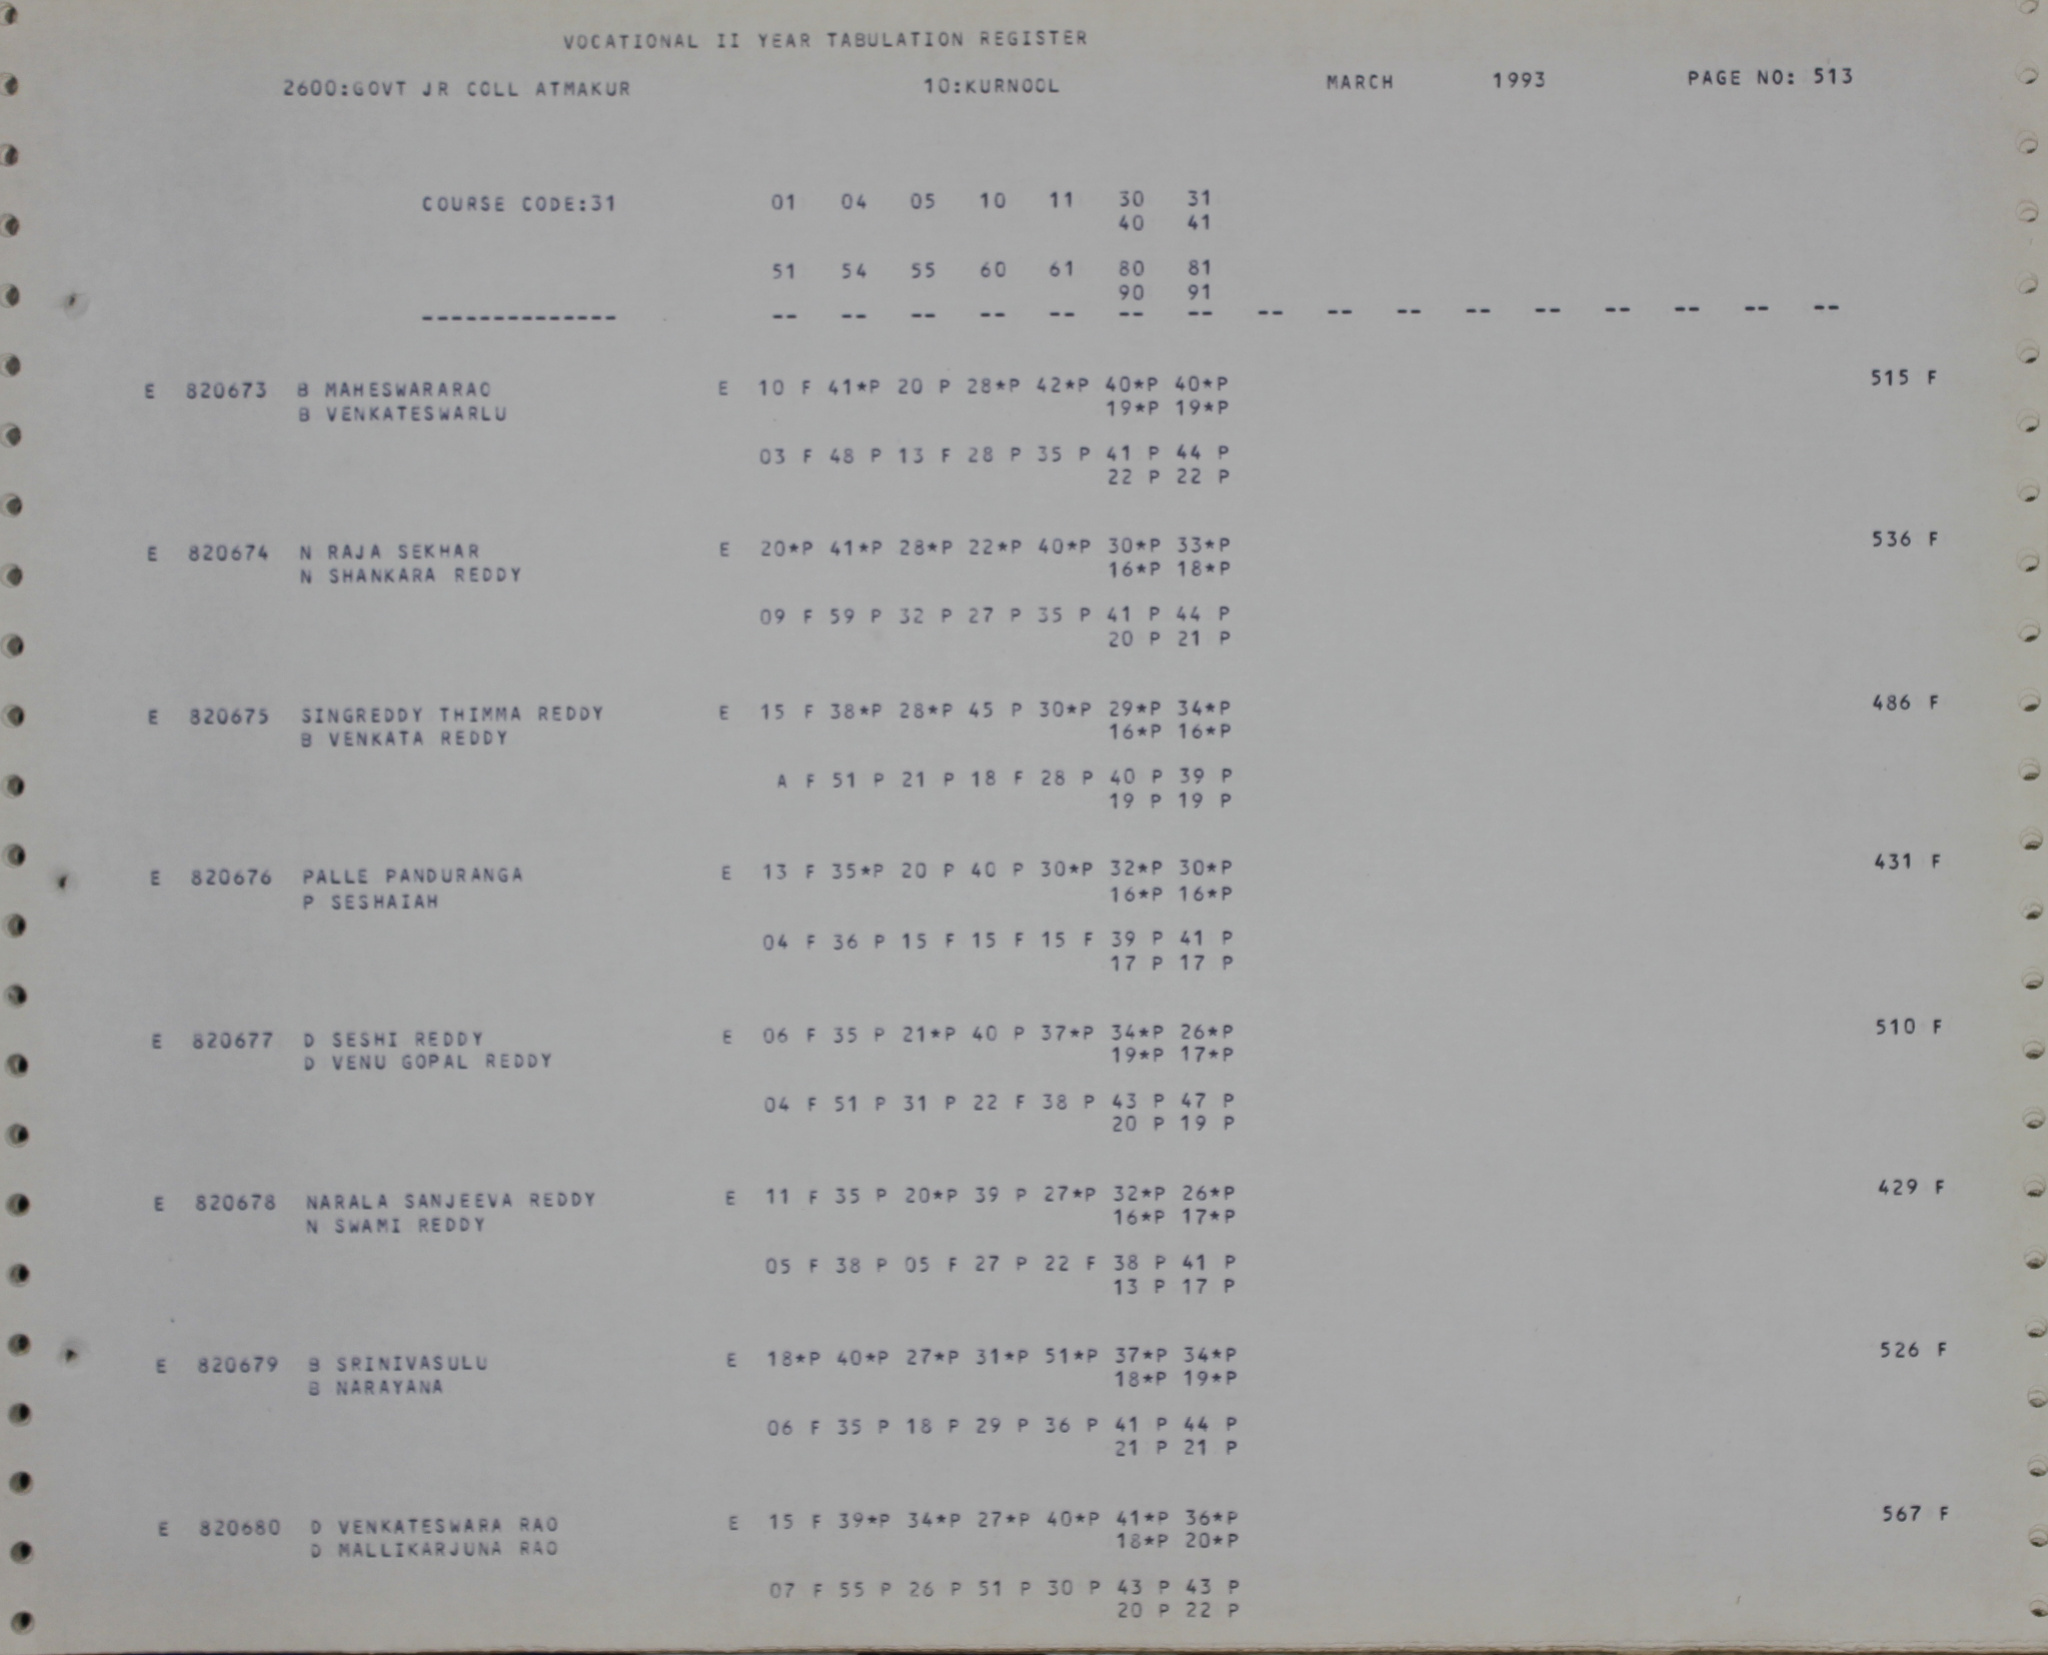 VOCATIONAL II YEAR TABULATION REGISTER
2600:GOVT JR COLL ATMAKUR 10:KURNOOL MARCH 1993 PAGE NO: 513
COURSE CODE:31 01 04 05 10 11 30 31
40 41
51 54 55 60 61 80 81
90 91
-------------- -- -- -- -- -- -- -- -- -- -- -- -- -- -- -- --
E 820673 B MAHESWARARAO E 10 F 41*P 20 P 28*P 42*P 40*P 40*P 515 F
B VENKATESWARLU 19*P 19*P
03 F 48 P 13 F 28 P 35 P 41 P 44 P
22 P 22 P
E 820674 N RAJA SEKHAR E 20*P 41*P 28*P 22*P 40*P 30*P 33*P 536 F
N SHANKARA REDDY 16*P 18*P
09 F 59 P 32 P 27 P 35 P 41 P 44 P
20 P 21 P
E 820675 SINGREDDY THIMMA REDDY E 15 F 38*P 28*P 45 P 30*P 29*P 34*P 486 F
B VENKATA REDDY 16*P 16*P
A F 51 P 21 P 18 F 28 P 40 P 39 P
19 P 19 P
E 820676 PALLE PANDURANGA E 13 F 35*P 20 P 40 P 30*P 32*P 30*P 431 F
P SESHAIAH 16*P 16*P
04 F 36 P 15 F 15 F 15 F 39 P 41 P
17 P 17 P
E 820677 D SESHI REDDY E 06 F 35 P 21*P 40 P 37*P 34*P 26*P 510 F
D VENU GOPAL REDDY 19*P 17*P
04 F 51 P 31 P 22 F 38 P 43 P 47 P
20 P 19 P
E 820678 NARALA SANJEEVA REDDY E 11 F 35 P 20*P 39 P 27*P 32*P 26*P 429 F
N SWAMI REDDY 16*P 17*P
05 F 38 P 05 F 27 P 22 F 38 P 41 P
13 P 17 P
E 820679 B SRINIVASULU E 18*P 40*P 27*P 31*P 51*P 37*P 34*P 526 F
B NARAYANA 18*P 19*P
06 F 35 P 18 P 29 P 36 P 41 P 44 P
21 P 21 P
E 820680 D VENKATESWARA RAO E 15 F 39*P 34*P 27*P 40*P 41*P 36*P 567 F
D MALLIKARJUNA RAO 18*P 20*P
07 F 55 P 26 P 51 P 30 P 43 P 43 P
20 P 22 P